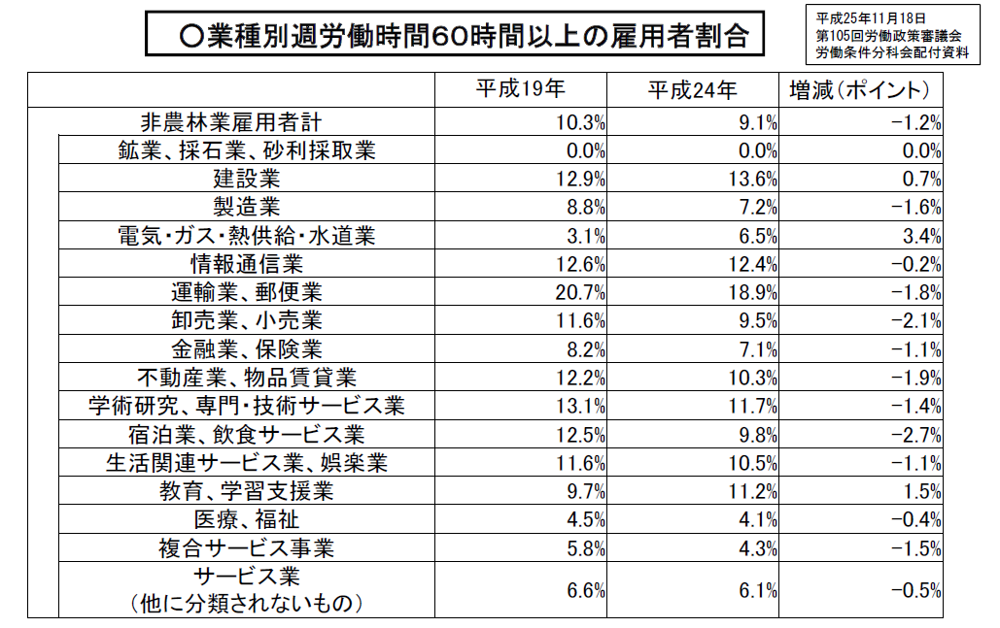 〇業種別週労働時間60時間以上の雇用者割合
平成25年11月18日
第105回労働政策審議会
労働条件分科会配付資料
平成19年 平成24年 増減(ポイント)
非農林業雇用者計 10.3% 9.1% −1.2%
鉱業、採石業、砂利採取業 0.0% 0.0% 0.0%
建設業 12.9% 13.6% 0.7%
製造業 8.8% 7.2% −1.6%
電気・ガス・熱供給・水道業 3.1% 6.5% 3.4%
情報通信業 12.6% 12.4% −0.2%
運輸業、郵便業 20.7% 18.9% −1.8%
卸売業、小売業 11.6% 9.5% −2.1%
金融業、保険業 8.2% 7.1% −1.1%
不動産業、物品賃貸業 12.2% 10.3% −1.9%
学術研究、専門・技術サービス業 13.1% 11.7% −1.4%
宿泊業、飲食サービス業 12.5% 9.8% −2.7%
生活関連サービス業、娯楽業 11.6% 10.5% −1.1%
教育、学習支援業 9.7% 11.2% 1.5%
医療、福祉 4.5% 4.1% −0.4%
複合サービス事業 5.8% 4.3% −1.5%
サービス業
(他に分類されないもの) 6.6% 6.1% −0.5%